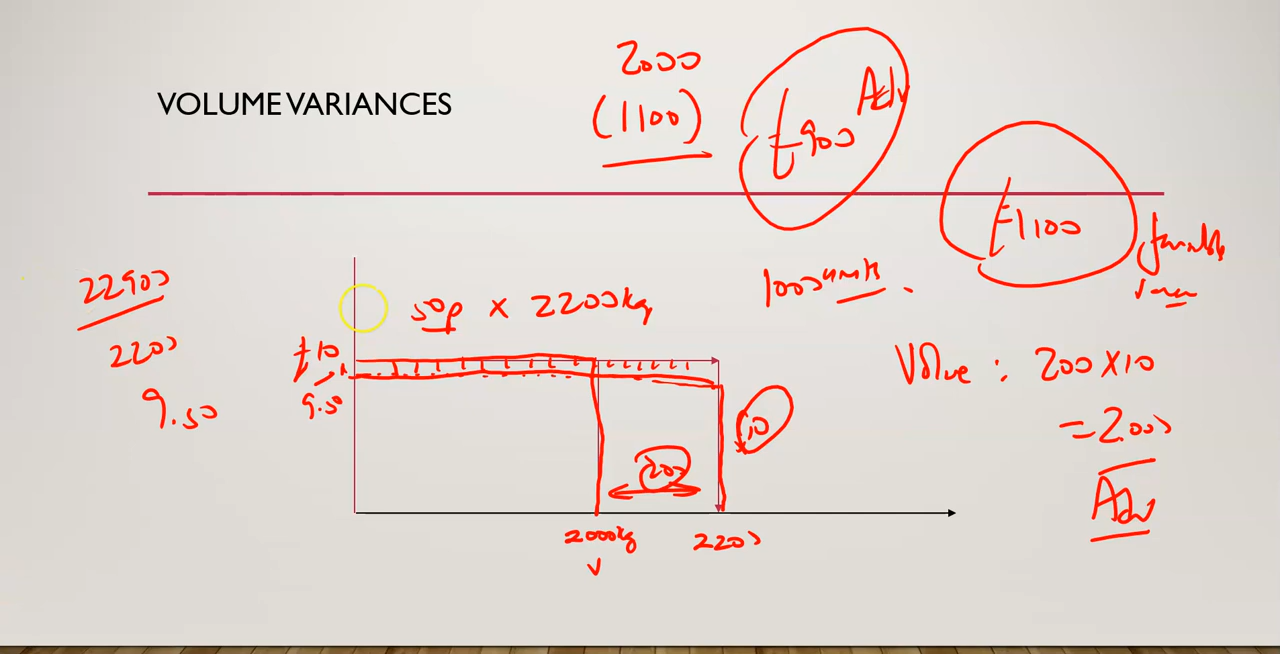 2000
(1100)
£900 Adv
VOLUME VARIANCES
£1100
1000 units.
22900
2200
9.50
50p x 2200kg
£10
9.50
200
10
2000kg
2200
Volve: 200 x 10
= 2000
Adv